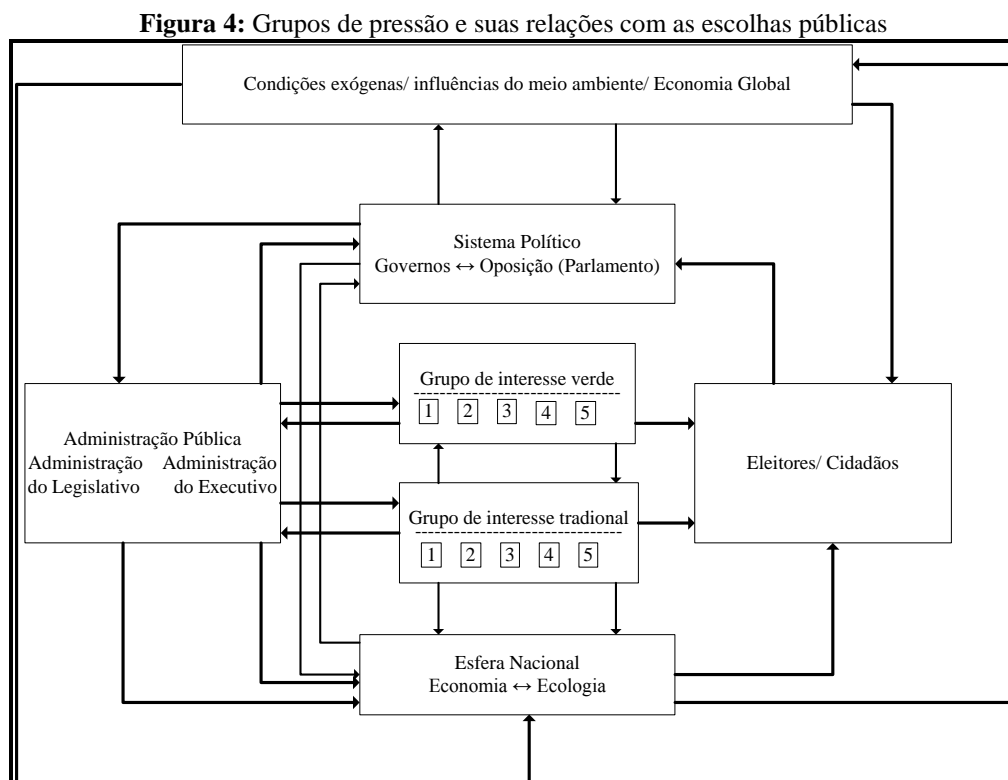 Figura 4: Grupos de pressão e suas relações com as escolhas públicas
Condições exógenas/ influências do meio ambiente/ Economia Global
Sistema Político
Governos ↔ Oposição (Parlamento)
Grupo de interesse verde
1 2 3 4 5
Administração Pública
Administração do Legislativo
Administração do Executivo
Eleitores/ Cidadãos
Grupo de interesse tradional
1 2 3 4 5
Esfera Nacional
Economia ↔ Ecologia